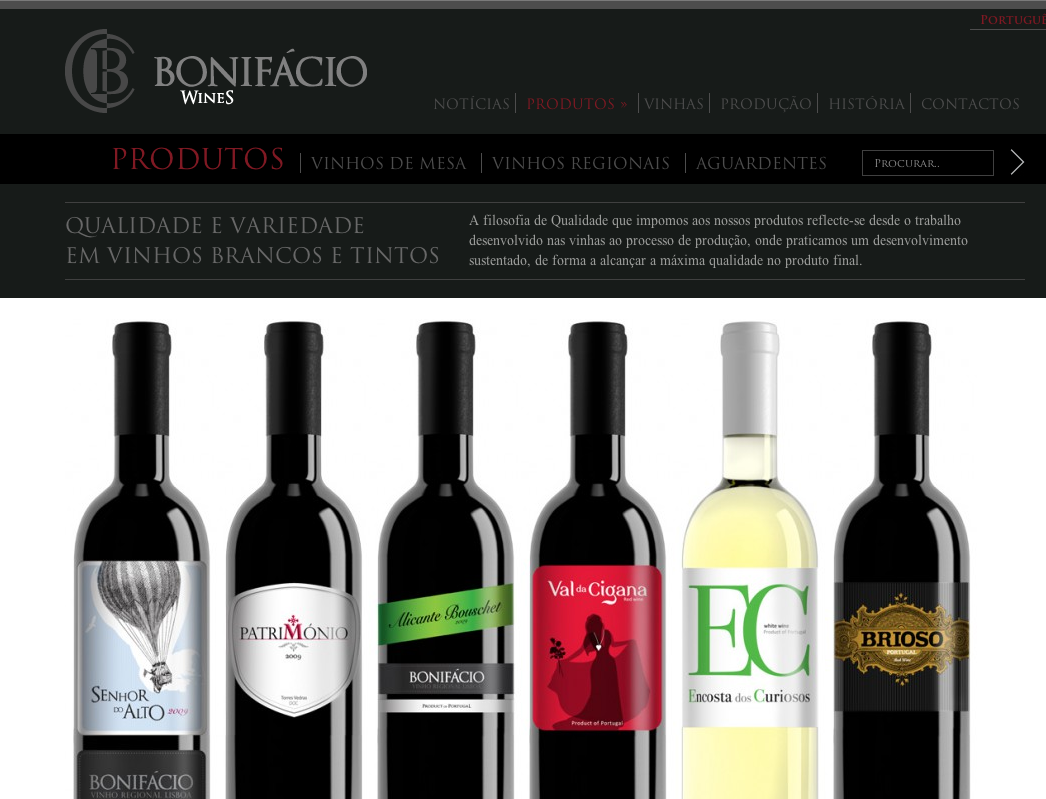 PORTUGUÊ
BONIFÁCIO
WINES
NOTÍCIAS PRODUTOS » VINHAS PRODUÇÃO HISTÓRIA CONTACTOS
PRODUTOS VINHOS DE MESA VINHOS REGIONAIS AGUARDENTES PROCURAR..
QUALIDADE E VARIEDADE
EM VINHOS BRANCOS E TINTOS
A filosofia de Qualidade que impomos aos nossos produtos reflecte-se desde o trabalho
desenvolvido nas vinhas ao processo de produção, onde praticamos um desenvolvimento
sustentado, de forma a alcançar a máxima qualidade no produto final.
SENHOR
DO ALTO 2009
BONIFÁCIO
VINHO REGIONAL LISBOA
PATRIMÓNIO
2009
Torres Vedras
DOC
Alicante Bouschet
2009
BONIFÁCIO
VINHO REGIONAL LISBOA
PRODUCT OF PORTUGAL
Val da Cigana
Red wine
Product of Portugal
EC
white wine
Product of Portugal
Encosta dos Curiosos
BRIOSO
PORTUGAL
Red Wine